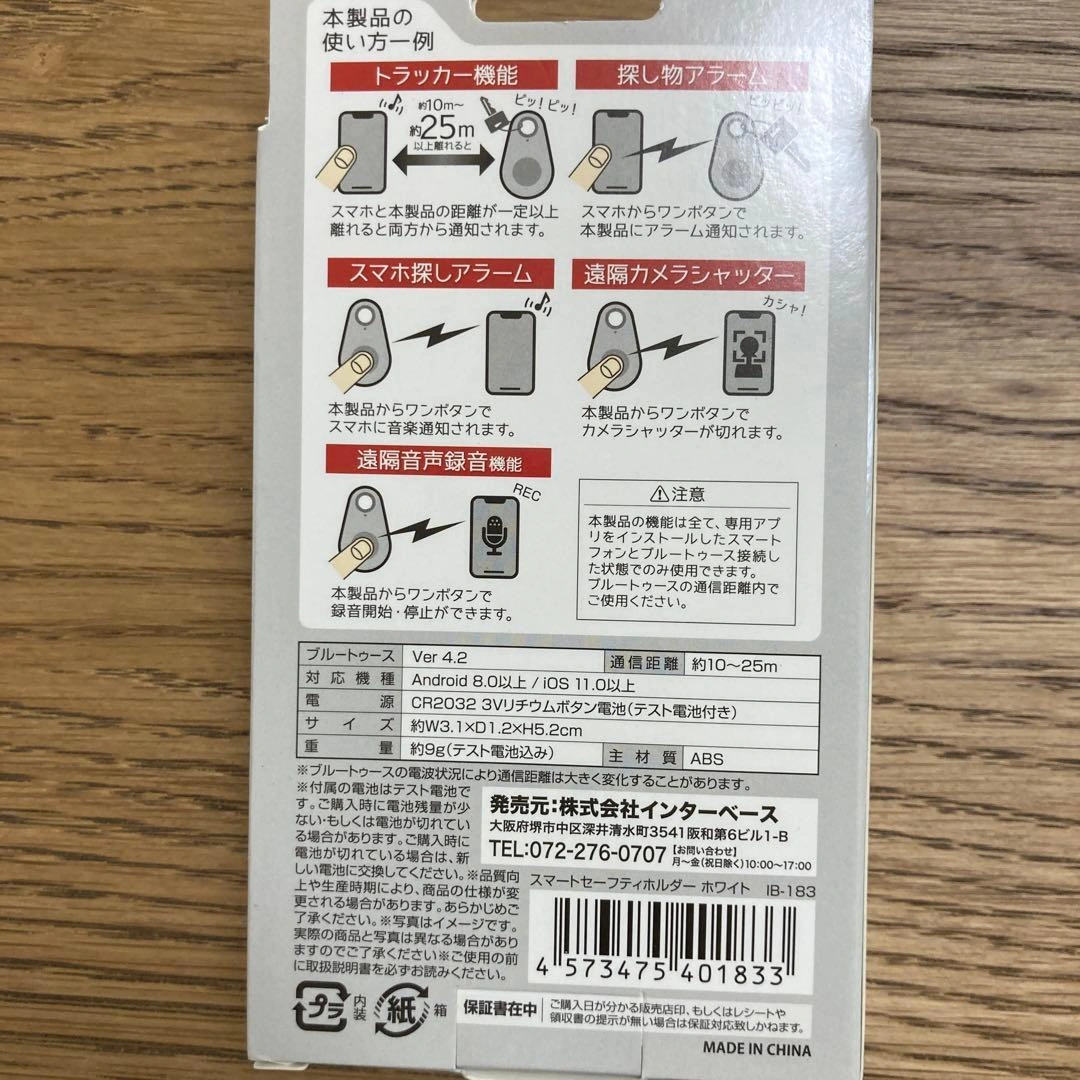 本製品の
使い方一例
トラッカー機能
約10m〜
約25m
以上離れると
ピッ!ピッ!
スマホと本製品の距離が一定以上
離れると両方から通知されます。
探し物アラーム
ピッピッ!
スマホからワンボタンで
本製品にアラーム通知されます。
スマホ探しアラーム
本製品からワンボタンで
スマホに音楽通知されます。
遠隔カメラシャッター
カシャ!
本製品からワンボタンで
カメラシャッターが切れます。
遠隔音声録音機能
REC
本製品からワンボタンで
録音開始・停止ができます。
⚠注意
本製品の機能は全て、専用アプ
リをインストールしたスマート
フォンとブルートゥース接続し
た状態でのみ使用できます。
ブルートゥースの通信距離内で
ご使用ください。
ブルートゥース Ver 4.2 通信距離 約10〜25m
対応機種 Android 8.0以上 / iOS 11.0以上
電源 CR2032 3Vリチウムボタン電池(テスト電池付き)
サイズ 約W3.1×D1.2×H5.2cm
重量 約9g(テスト電池込み) 主材質 ABS
※ブルートゥースの電波状況により通信距離は大きく変化することがあります。
※付属の電池はテスト電池で
す。ご購入時に電池残量が少
ない・もしくは電池が切れてい
る場合があります。ご購入時に
電池が切れている場合は、新
しい電池に交換してください。※品質向
上や生産時期により、商品の仕様が変
更される場合があります。あらかじめご
了承ください。※写真はイメージです。
実際の商品と写真は異なる場合があり
ますのでご了承ください※ご使用の前
に取扱説明書を必ずお読みください。
発売元:株式会社インターベース
大阪府堺市中区深井清水町3541阪和第6ビル1-B
TEL:072-276-0707 【お問い合わせ】
月〜金(祝日除く)10:00〜17:00
スマートセーフティホルダー ホワイト IB-183
4 573475 401833
プラ 内装 紙 箱
保証書在中
ご購入日が分かる販売店印、もしくはレシートや
領収書の提示が無い場合は保証対応致しかねます。
MADE IN CHINA